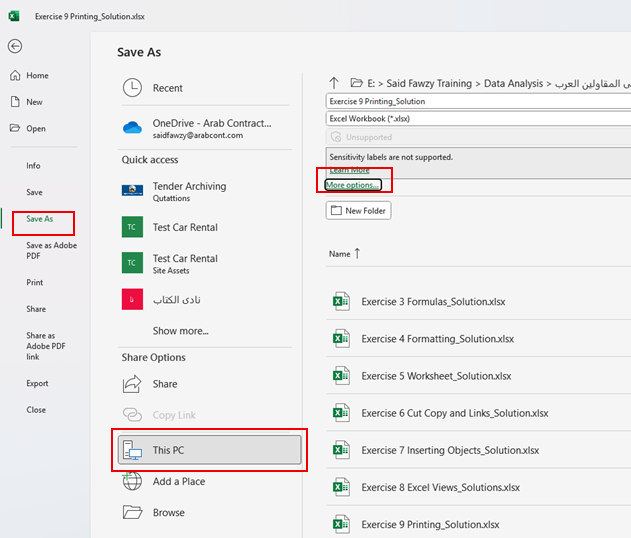 Exercise 9 Printing_Solution.xlsx
Home
New
Open
Info
Save
Save As
Save as Adobe
PDF
Print
Share
Share as
Adobe PDF
link
Export
Close
Save As
Recent
OneDrive - Arab Contract...
saidfawzy@arabcont.com
Quick access
Tender Archiving
Qutattions
TC
Test Car Rental
TC
Test Car Rental
Site Assets
نا
نادى الكتاب
Show more...
Share Options
Share
Copy Link
This PC
Add a Place
Browse
E: > Said Fawzy Training > Data Analysis > ى المقاولين العرب
Exercise 9 Printing_Solution
Excel Workbook (*.xlsx)
Unsupported
Sensitivity labels are not supported.
Learn More
More options...
New Folder
Name ↑
Exercise 3 Formulas_Solution.xlsx
Exercise 4 Formatting_Solution.xlsx
Exercise 5 Worksheet_Solution.xlsx
Exercise 6 Cut Copy and Links_Solution.xlsx
Exercise 7 Inserting Objects_Solution.xlsx
Exercise 8 Excel Views_Solutions.xlsx
Exercise 9 Printing_Solution.xlsx